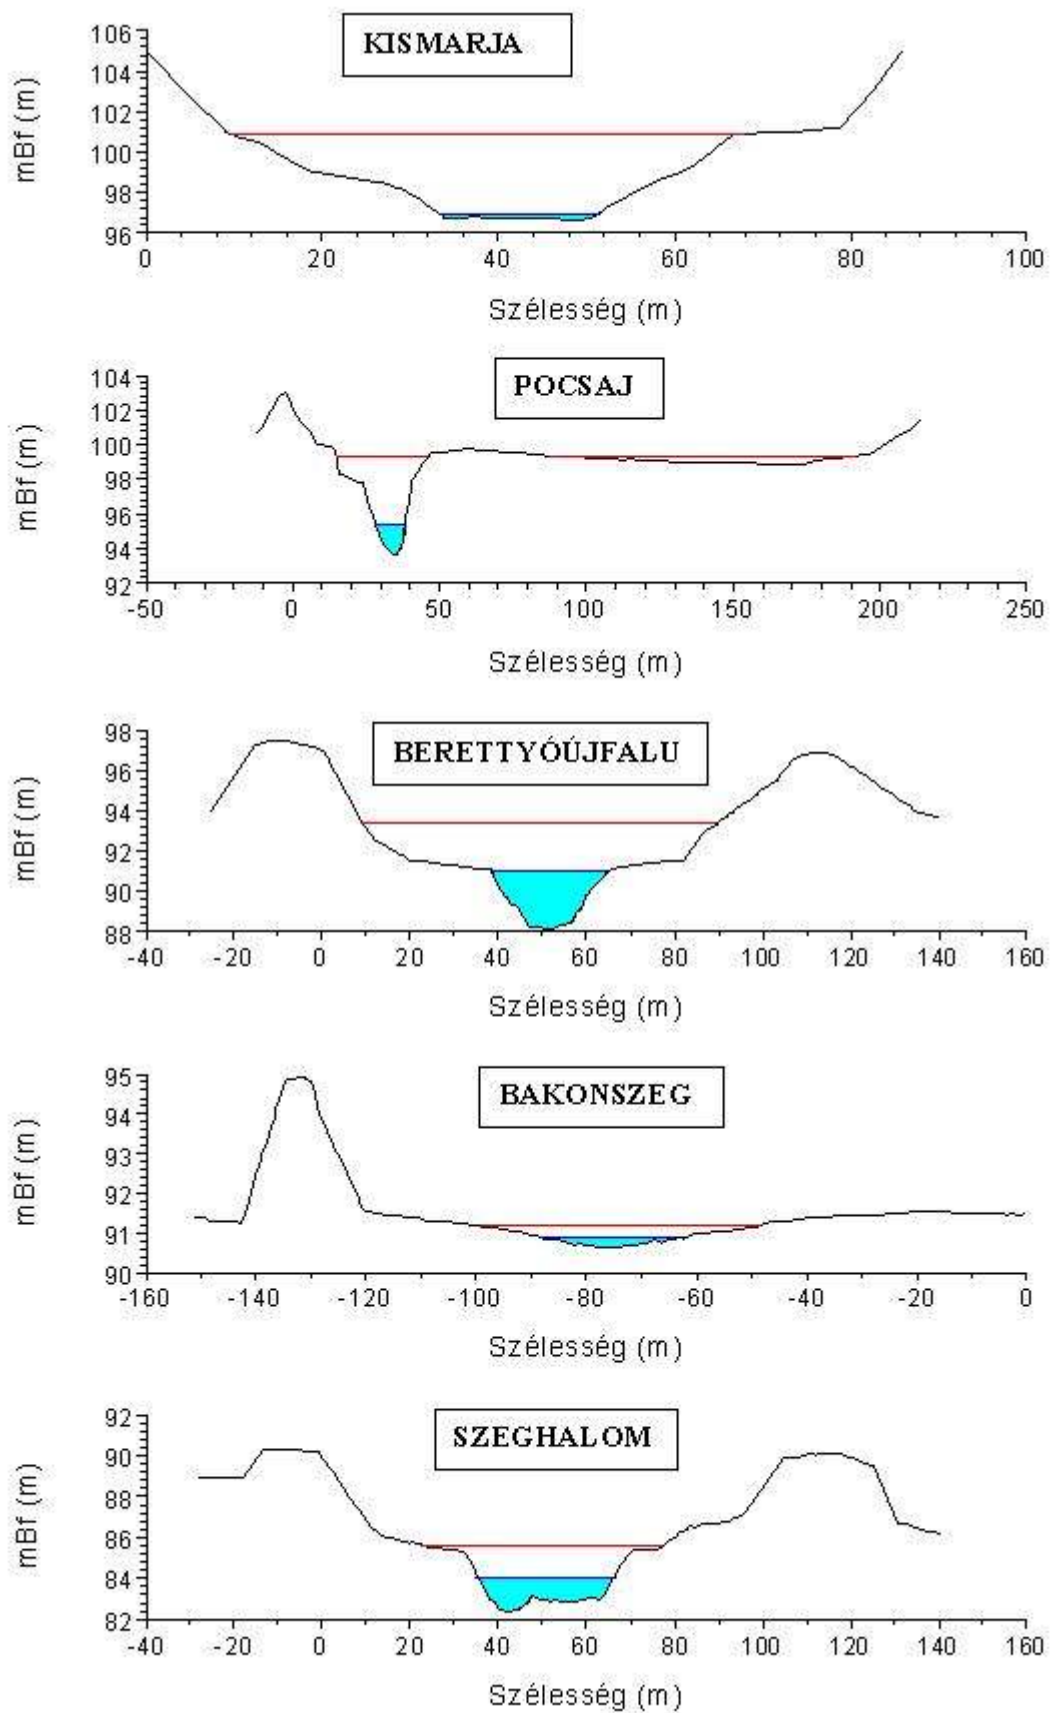 KISMARJA
mBf (m)
106
104
102
100
98
96
0 20 40 60 80 100
Szélesség (m)
POCSAJ
mBf (m)
104
102
100
98
96
94
92
-50 0 50 100 150 200 250
Szélesség (m)
BERETTYÓÚJFALU
mBf (m)
98
96
94
92
90
88
-40 -20 0 20 40 60 80 100 120 140 160
Szélesség (m)
BAKONSZEG
mBf (m)
95
94
93
92
91
90
-160 -140 -120 -100 -80 -60 -40 -20 0
Szélesség (m)
SZEGHALOM
mBf (m)
92
90
88
86
84
82
-40 -20 0 20 40 60 80 100 120 140 160
Szélesség (m)